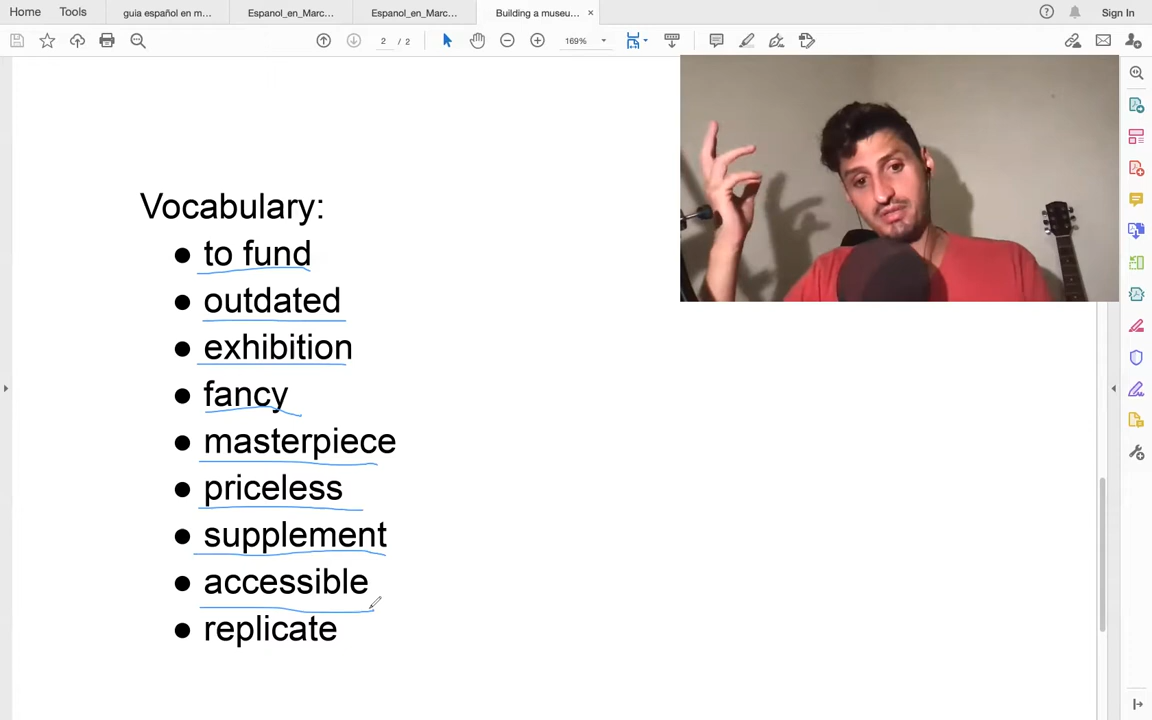 Home Tools guia español en m... Espanol_en_Marc... Espanol_en_Marc... Building a museu... × Sign In
2 / 2 169%
Vocabulary:
● to fund
● outdated
● exhibition
● fancy
● masterpiece
● priceless
● supplement
● accessible
● replicate